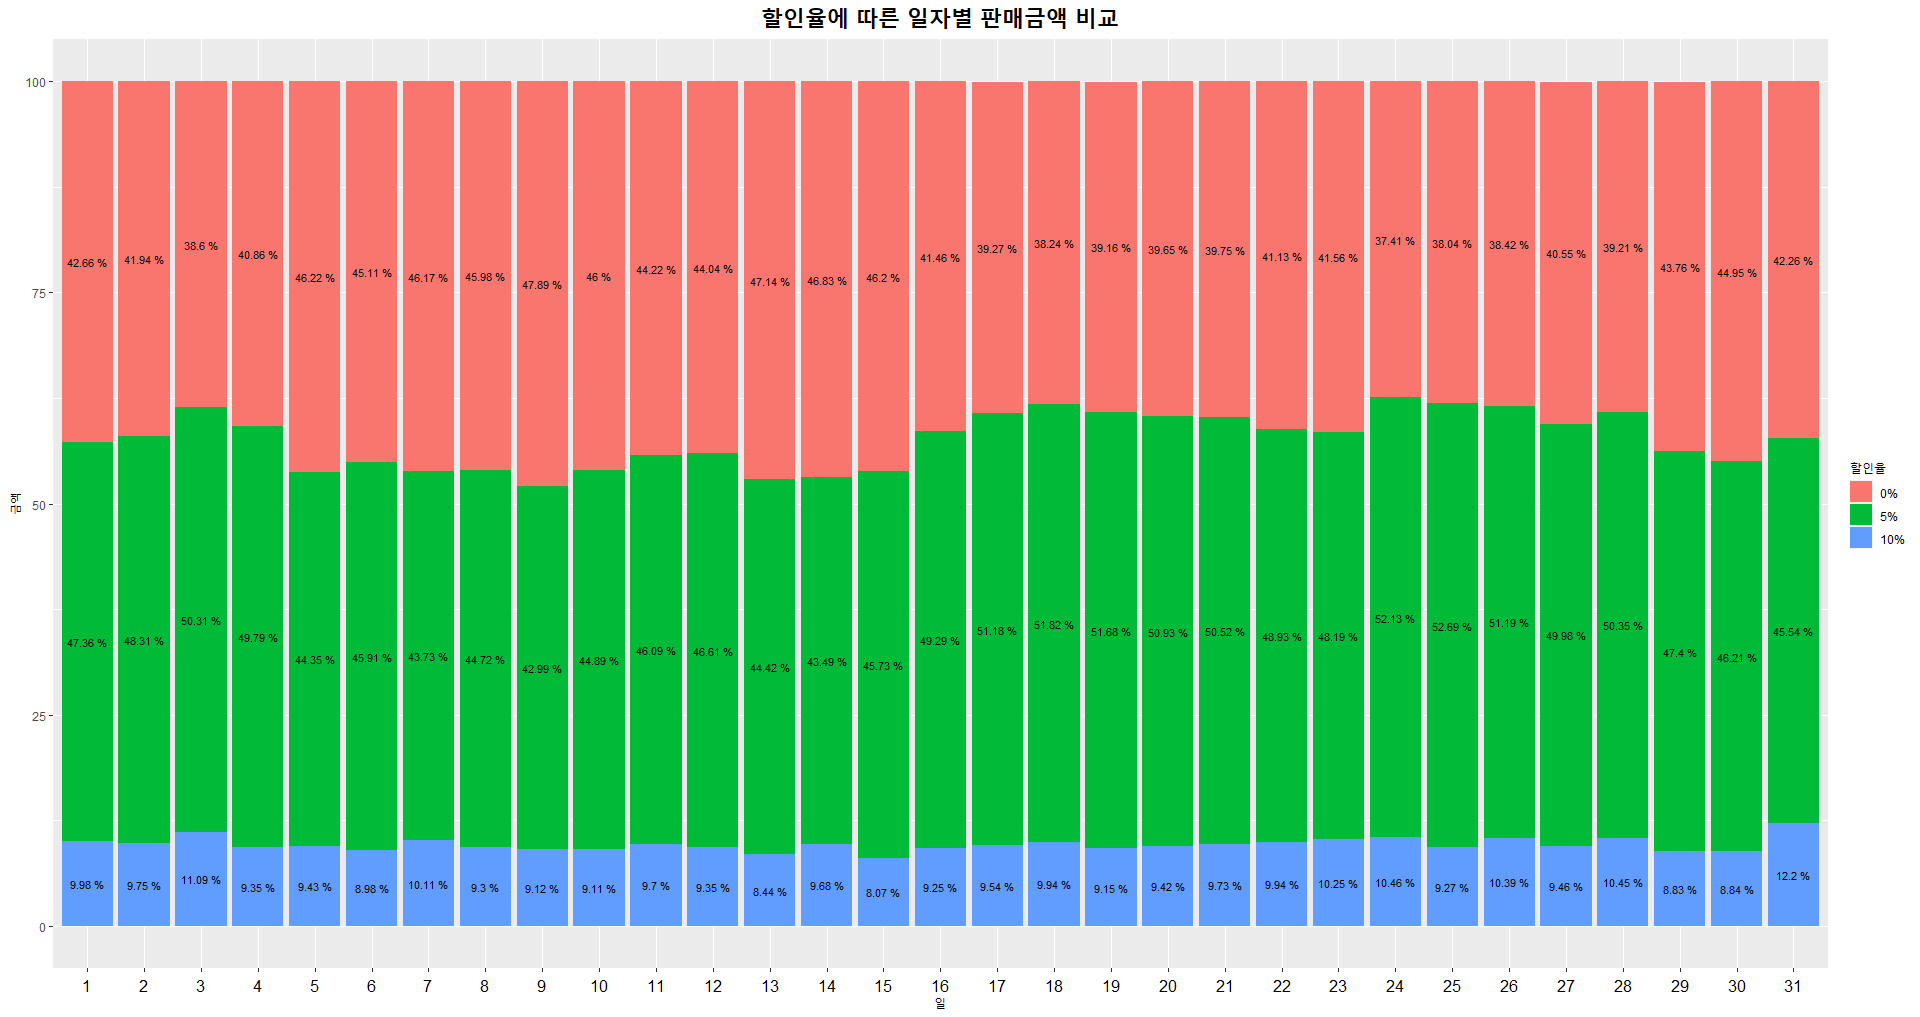 할인율에 따른 일자별 판매금액 비교
100
75
50
25
0
금액
42.66 % 41.94 % 38.6 % 40.86 % 46.22 % 45.11 % 46.17 % 45.98 % 47.89 % 46 % 44.22 % 44.04 % 47.14 % 46.83 % 46.2 % 41.46 % 39.27 % 38.24 % 39.16 % 39.65 % 39.75 % 41.13 % 41.56 % 37.41 % 38.04 % 38.42 % 40.55 % 39.21 % 43.76 % 44.95 % 42.26 %
47.36 % 48.31 % 50.31 % 49.79 % 44.35 % 45.91 % 43.73 % 44.72 % 42.99 % 44.89 % 46.09 % 46.61 % 44.42 % 43.49 % 45.73 % 49.29 % 51.18 % 51.82 % 51.68 % 50.93 % 50.52 % 48.93 % 48.19 % 52.13 % 52.69 % 51.19 % 49.98 % 50.35 % 47.4 % 46.21 % 45.54 %
9.98 % 9.75 % 11.09 % 9.35 % 9.43 % 8.98 % 10.11 % 9.3 % 9.12 % 9.11 % 9.7 % 9.35 % 8.44 % 9.68 % 8.07 % 9.25 % 9.54 % 9.94 % 9.15 % 9.42 % 9.73 % 9.94 % 10.25 % 10.46 % 9.27 % 10.39 % 9.46 % 10.45 % 8.83 % 8.84 % 12.2 %
1 2 3 4 5 6 7 8 9 10 11 12 13 14 15 16 17 18 19 20 21 22 23 24 25 26 27 28 29 30 31
일
할인율
0%
5%
10%